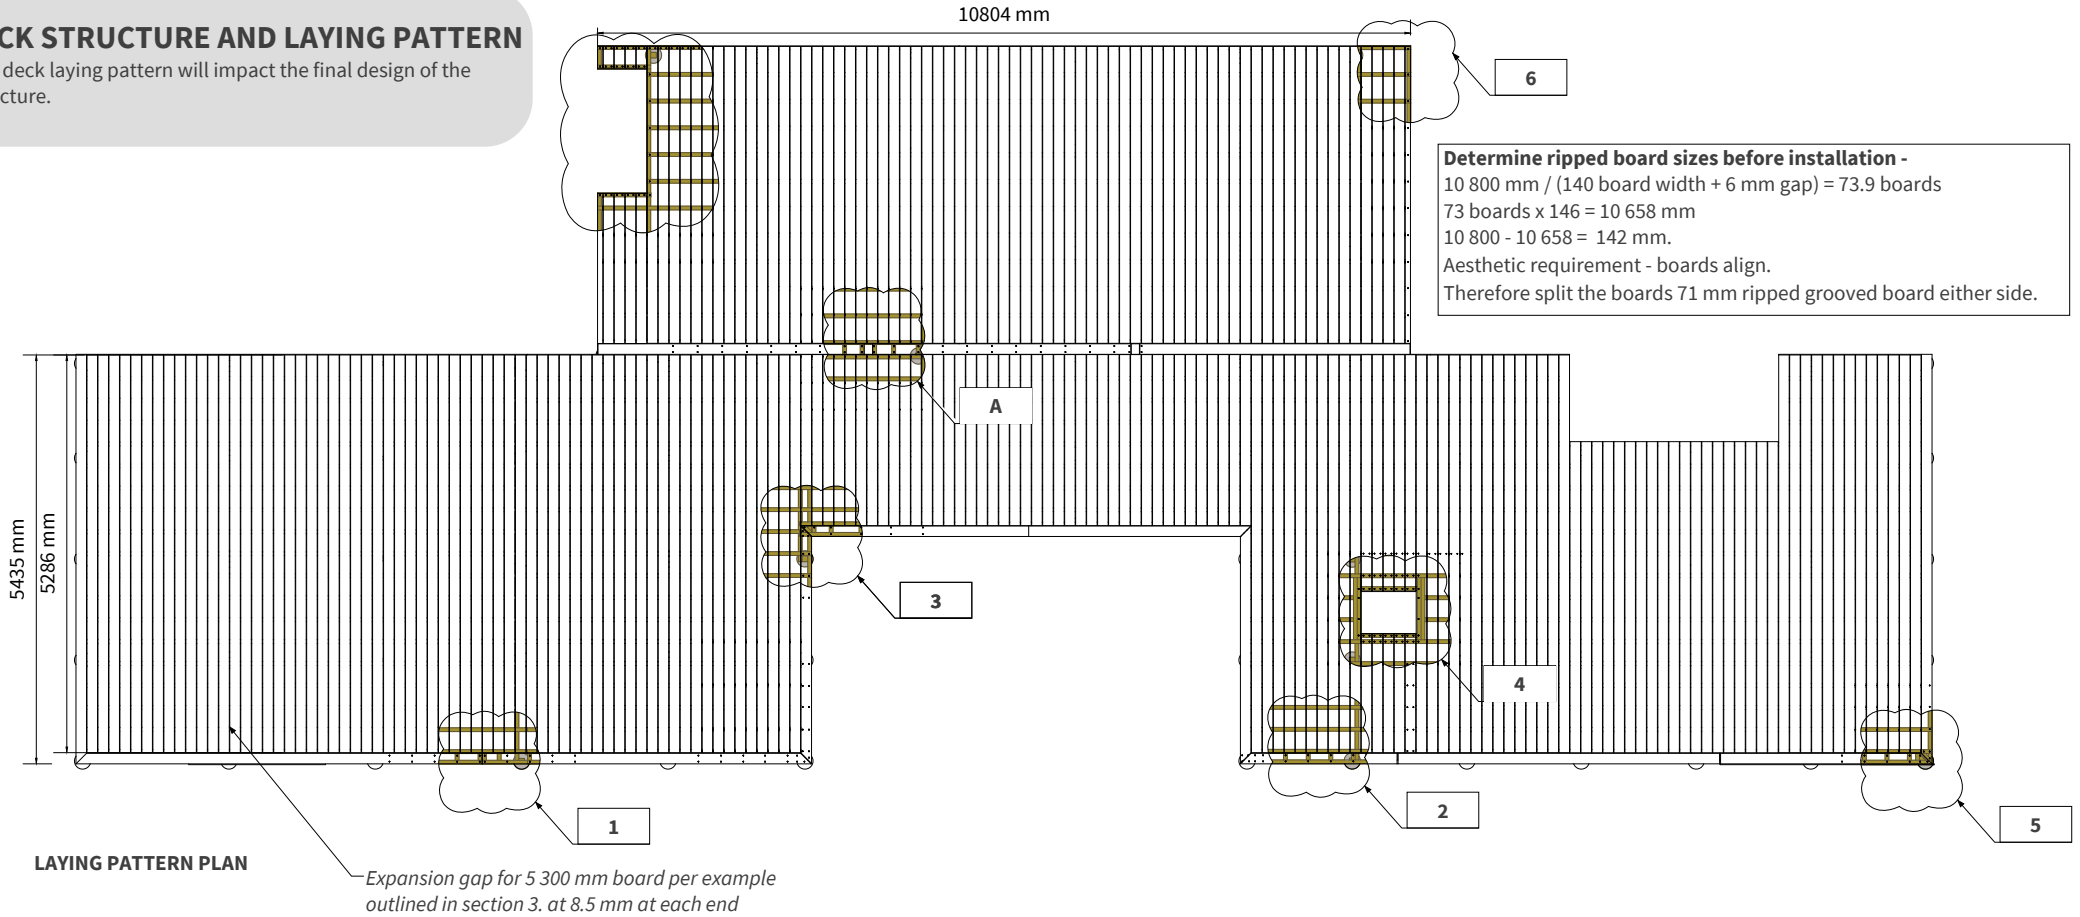 CK STRUCTURE AND LAYING PATTERN
deck laying pattern will impact the final design of the
cture.
10804 mm
6
Determine ripped board sizes before installation -
10 800 mm / (140 board width + 6 mm gap) = 73.9 boards
73 boards x 146 = 10 658 mm
10 800 - 10 658 = 142 mm.
Aesthetic requirement - boards align.
Therefore split the boards 71 mm ripped grooved board either side.
A
5435 mm
5286 mm
3
4
1
2
5
LAYING PATTERN PLAN
Expansion gap for 5 300 mm board per example
outlined in section 3. at 8.5 mm at each end